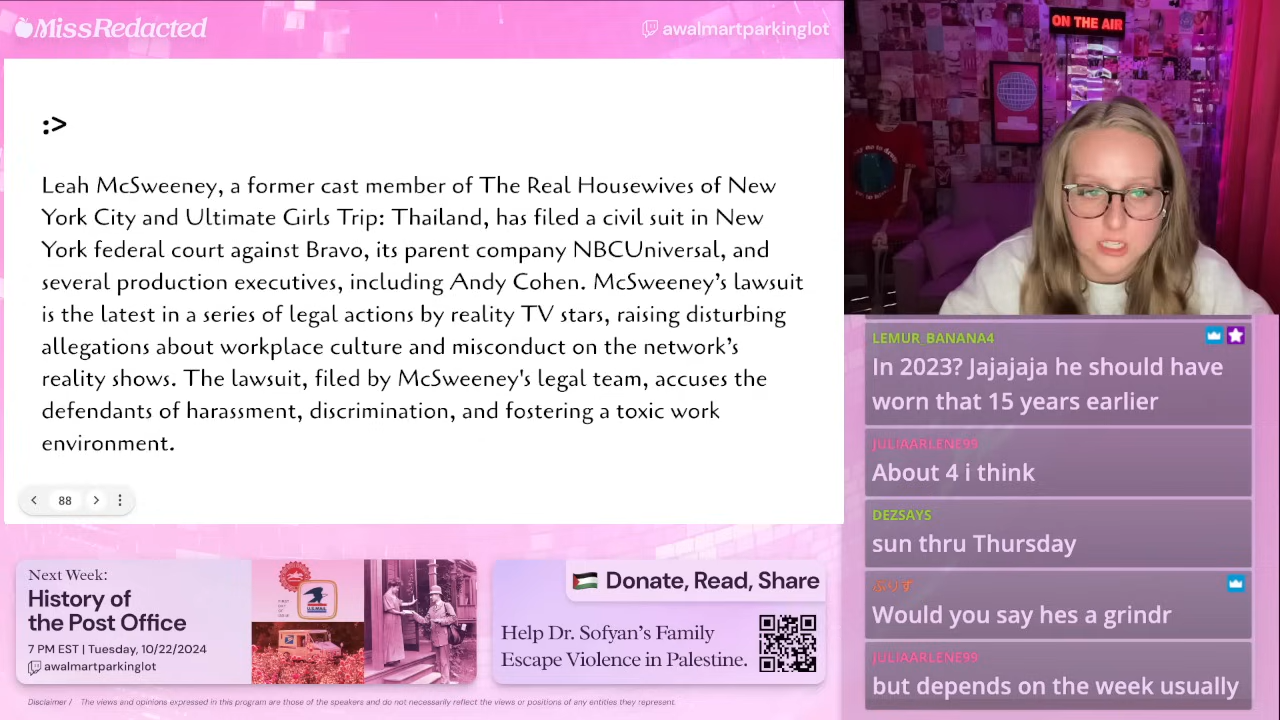 MissRedacted
awalmartparkinglot
:>
Leah McSweeney, a former cast member of The Real Housewives of New
York City and Ultimate Girls Trip: Thailand, has filed a civil suit in New
York federal court against Bravo, its parent company NBCUniversal, and
several production executives, including Andy Cohen. McSweeney’s lawsuit
is the latest in a series of legal actions by reality TV stars, raising disturbing
allegations about workplace culture and misconduct on the network’s
reality shows. The lawsuit, filed by McSweeney's legal team, accuses the
defendants of harassment, discrimination, and fostering a toxic work
environment.
88
Next Week:
History of
the Post Office
7 PM EST | Tuesday, 10/22/2024
awalmartparkinglot
Donate, Read, Share
Help Dr. Sofyan’s Family
Escape Violence in Palestine.
Disclaimer / The views and opinions expressed in this program are those of the speakers and do not necessarily reflect the views or positions of any entities they represent.
ON THE AIR
LEMUR BANANA4
In 2023? Jajajaja he should have
worn that 15 years earlier
JULIAARLENE99
About 4 i think
DEZSAYS
sun thru Thursday
ぷりす
Would you say hes a grindr
JULIAARLENE99
but depends on the week usually